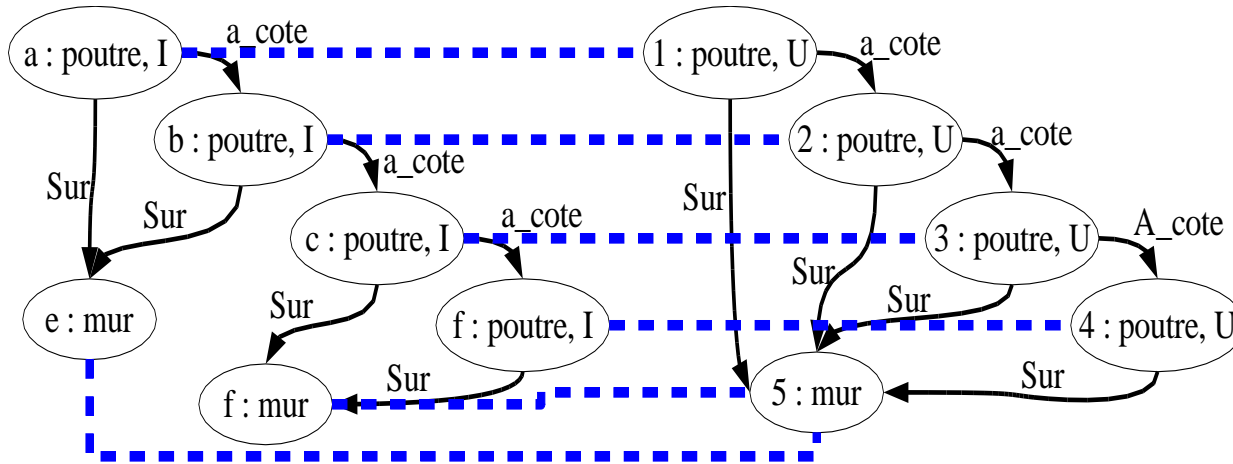 a : poutre, I
a_cote
1 : poutre, U
a_cote
b : poutre, I
2 : poutre, U
a_cote
a_cote
Sur
Sur
Sur
c : poutre, I
a_cote
3 : poutre, U
A_cote
Sur
Sur
Sur
e : mur
f : poutre, I
4 : poutre, U
Sur
Sur
f : mur
5 : mur